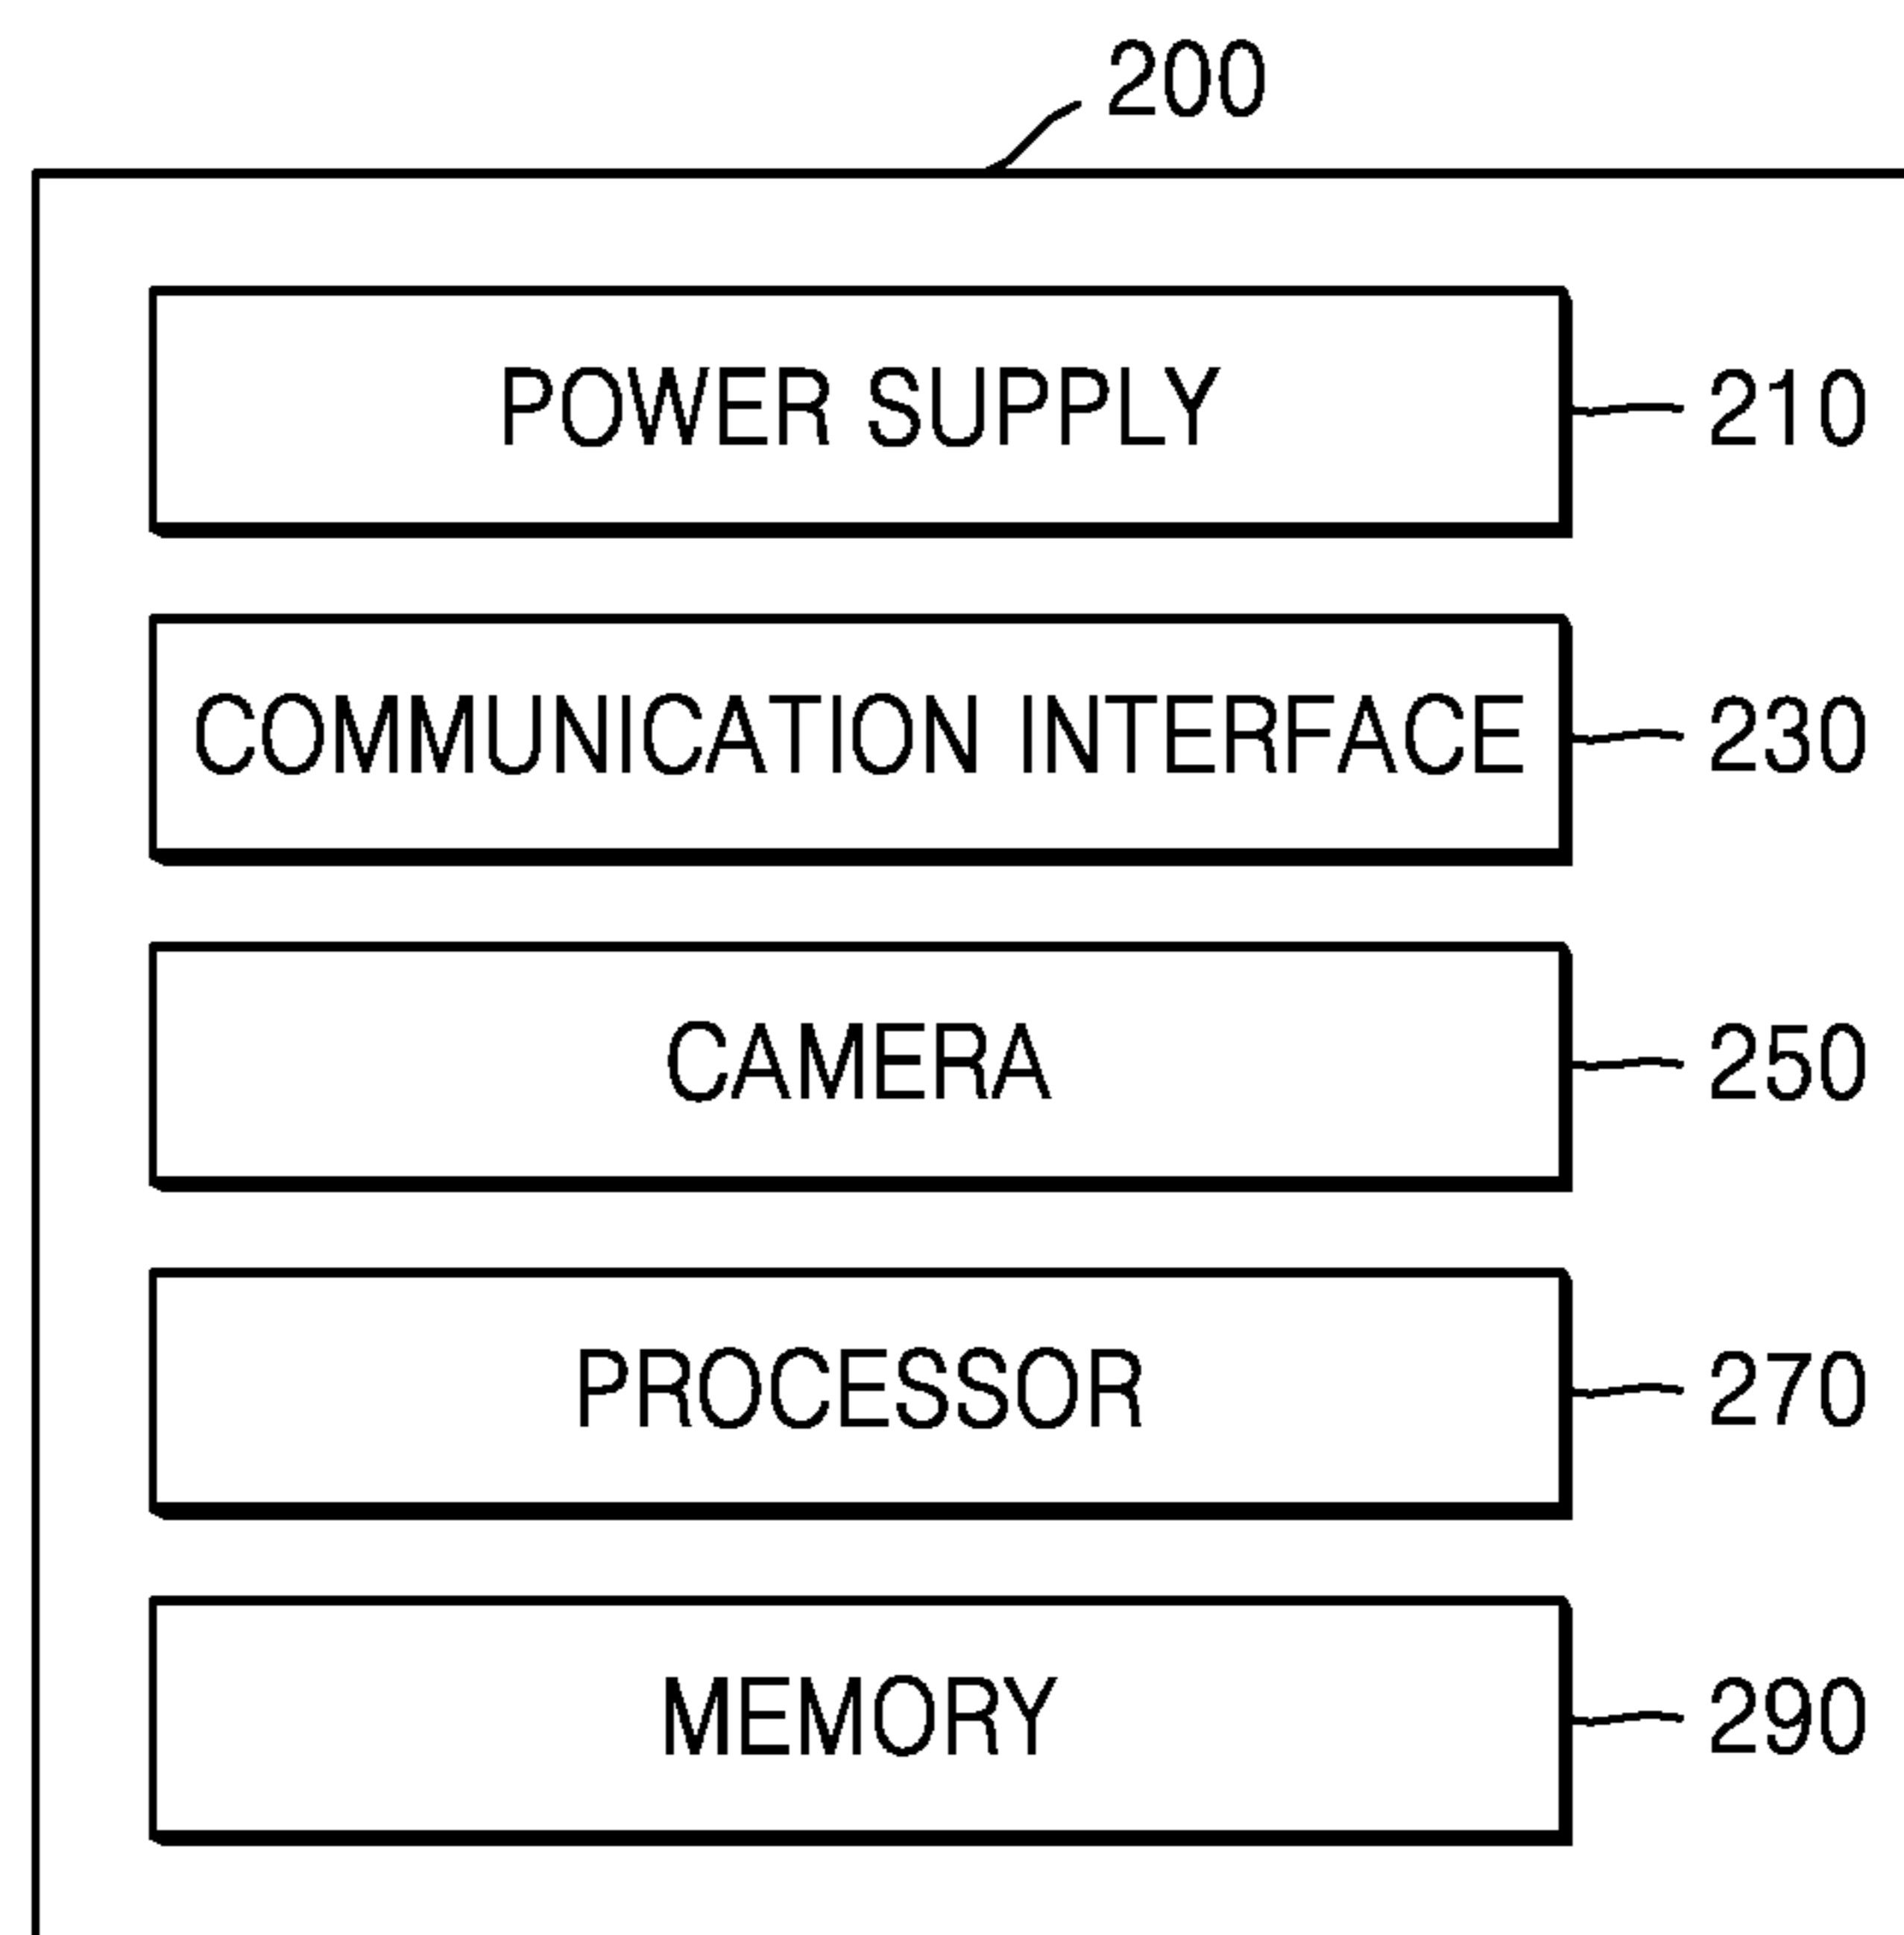 200
POWER SUPPLY 210
COMMUNICATION INTERFACE 230
CAMERA 250
PROCESSOR 270
MEMORY 290